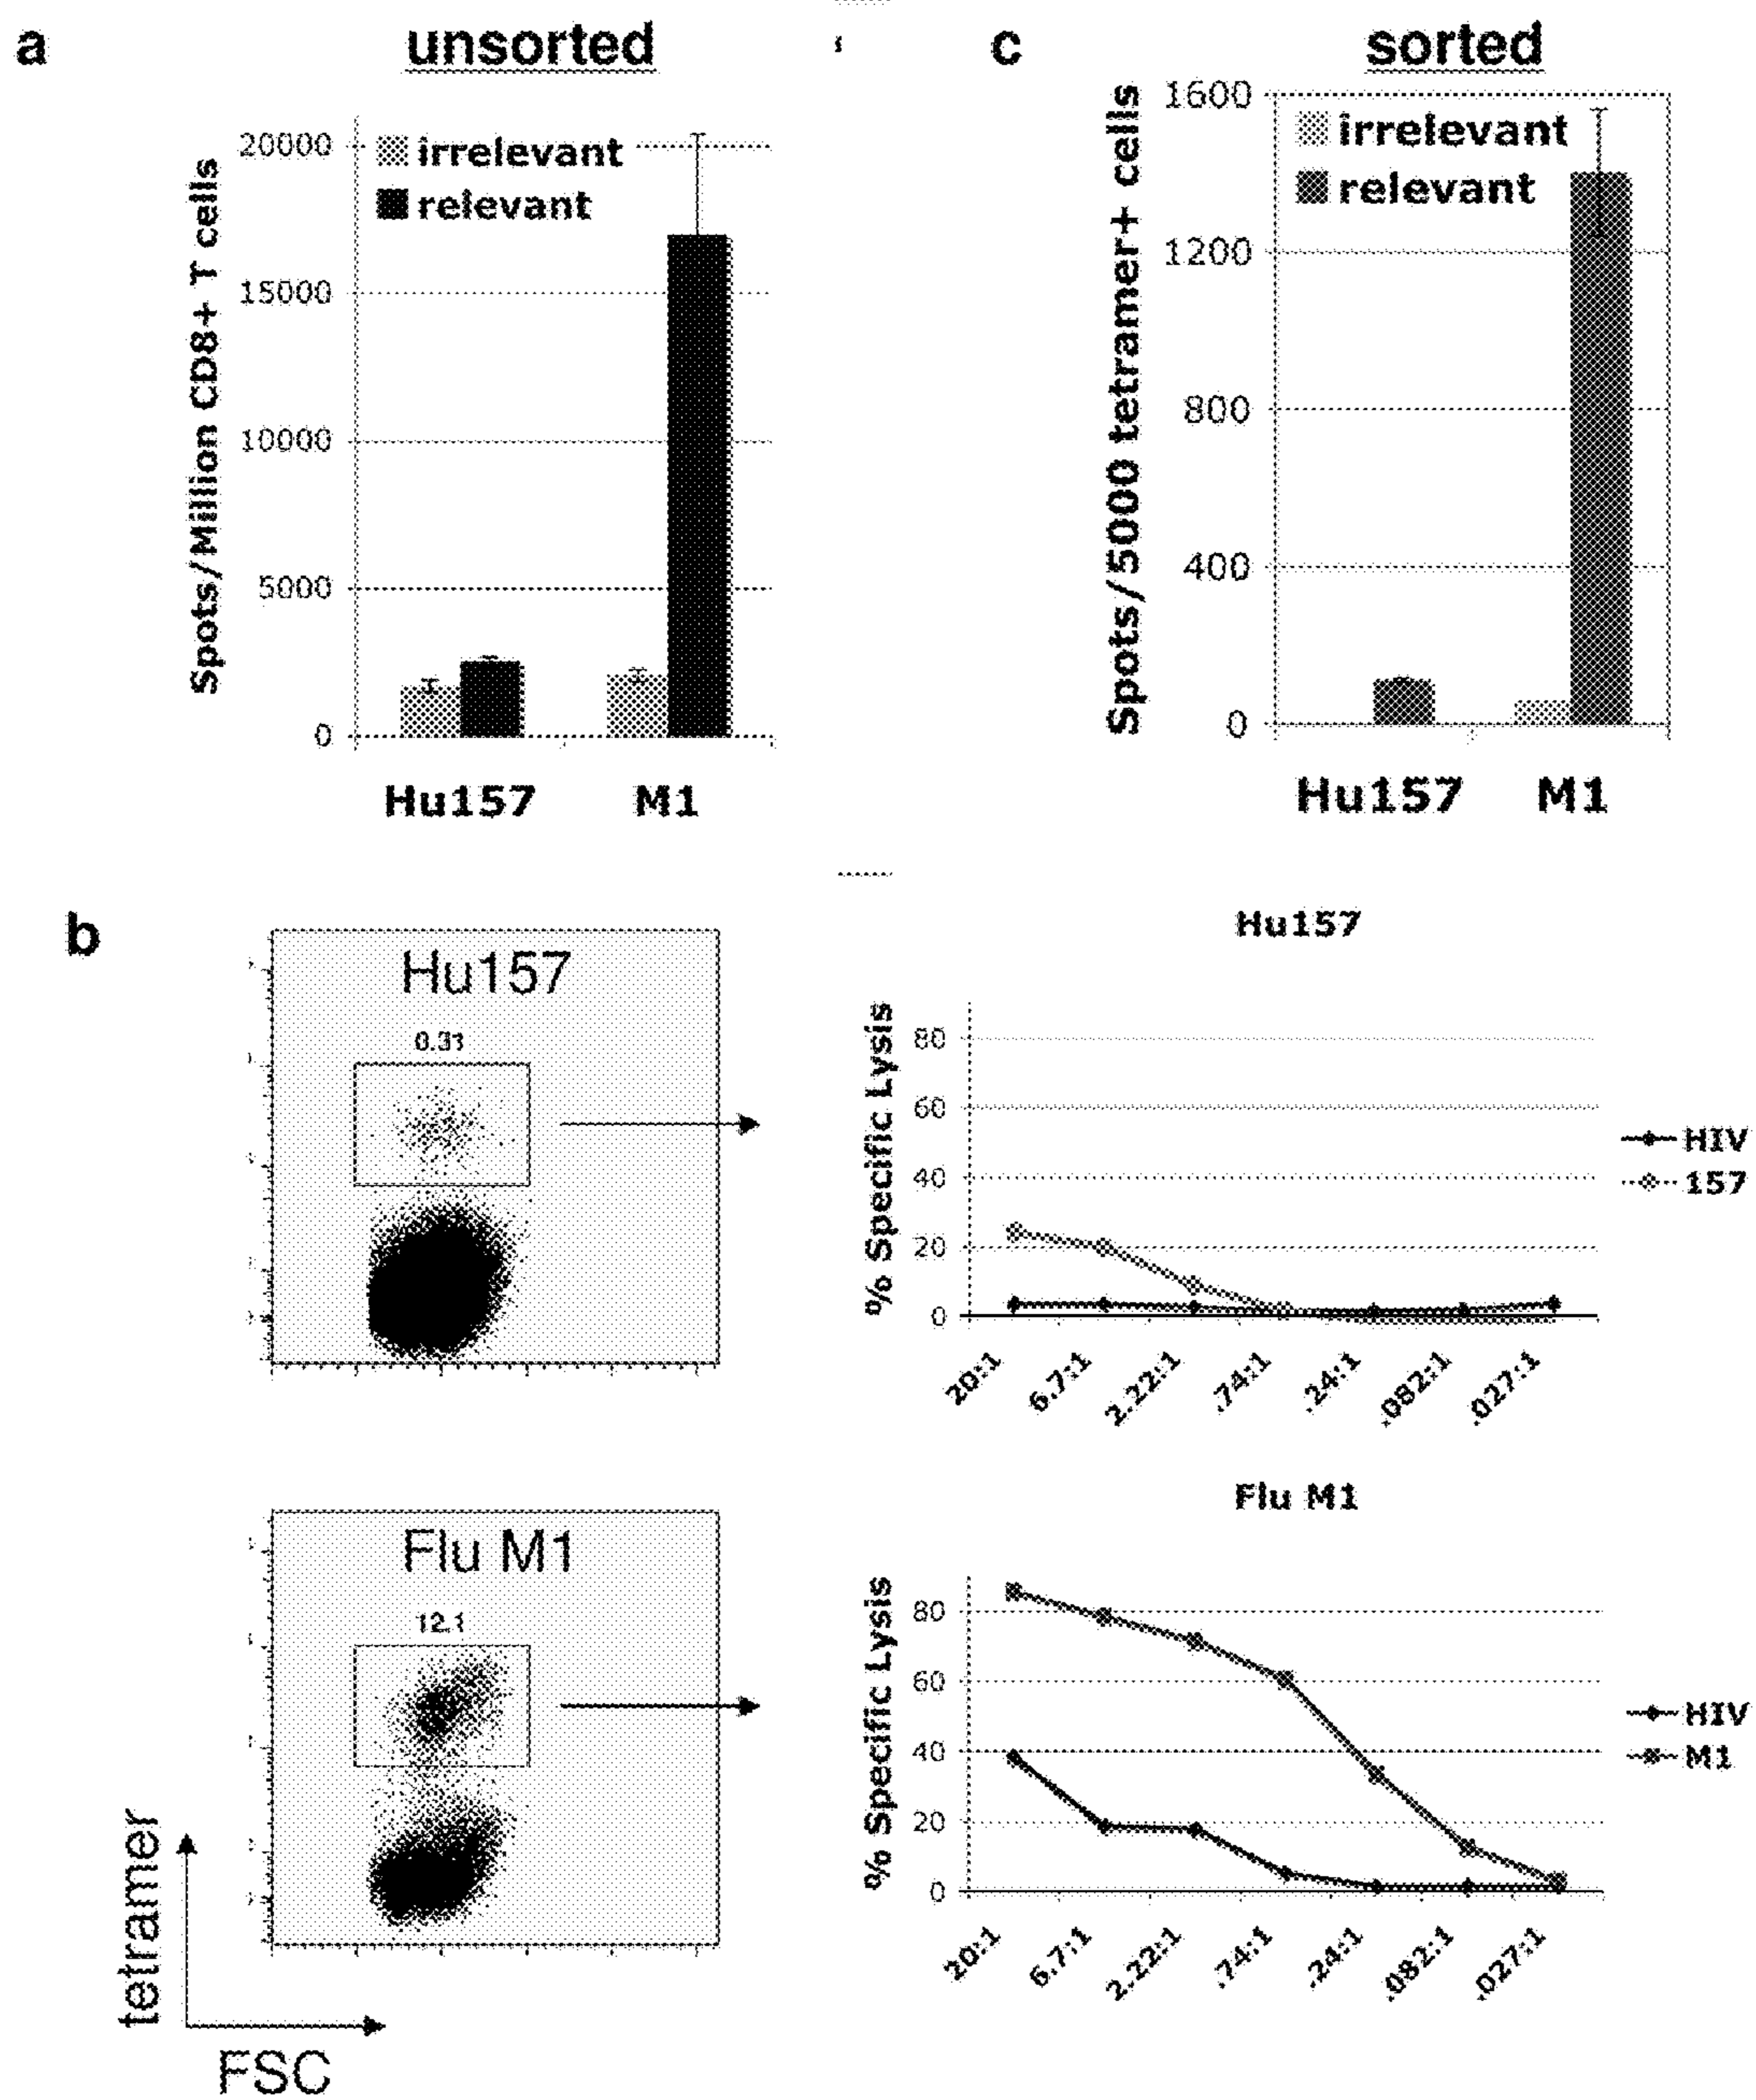 a
unsorted
Spots/Million CD8+ T cells
20000
15000
10000
5000
0
irrelevant
relevant
Hu157 M1
c
sorted
Spots/5000 tetramer+ cells
1600
1200
800
400
0
irrelevant
relevant
Hu157 M1
b
Hu157
0.31
Hu157
% Specific Lysis
80
60
40
20
0
20:1 6.7:1 2.22:1 .74:1 .24:1 .082:1 .027:1
HIV
157
Flu M1
12.1
Flu M1
% Specific Lysis
80
60
40
20
0
20:1 6.7:1 2.22:1 .74:1 .24:1 .082:1 .027:1
HIV
M1
tetramer
FSC